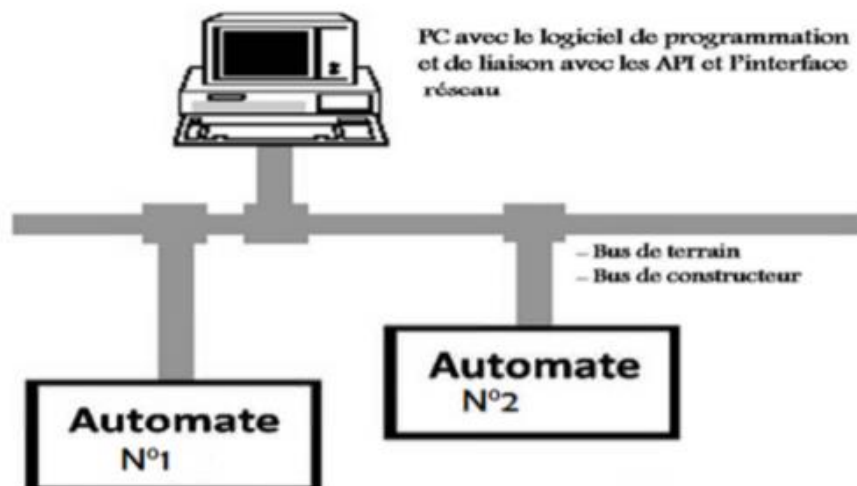 PC avec le logiciel de programmation
et de liaison avec les API et l'interface
réseau
– Bus de terrain
– Bus de constructeur
Automate
N°2
Automate
N°1